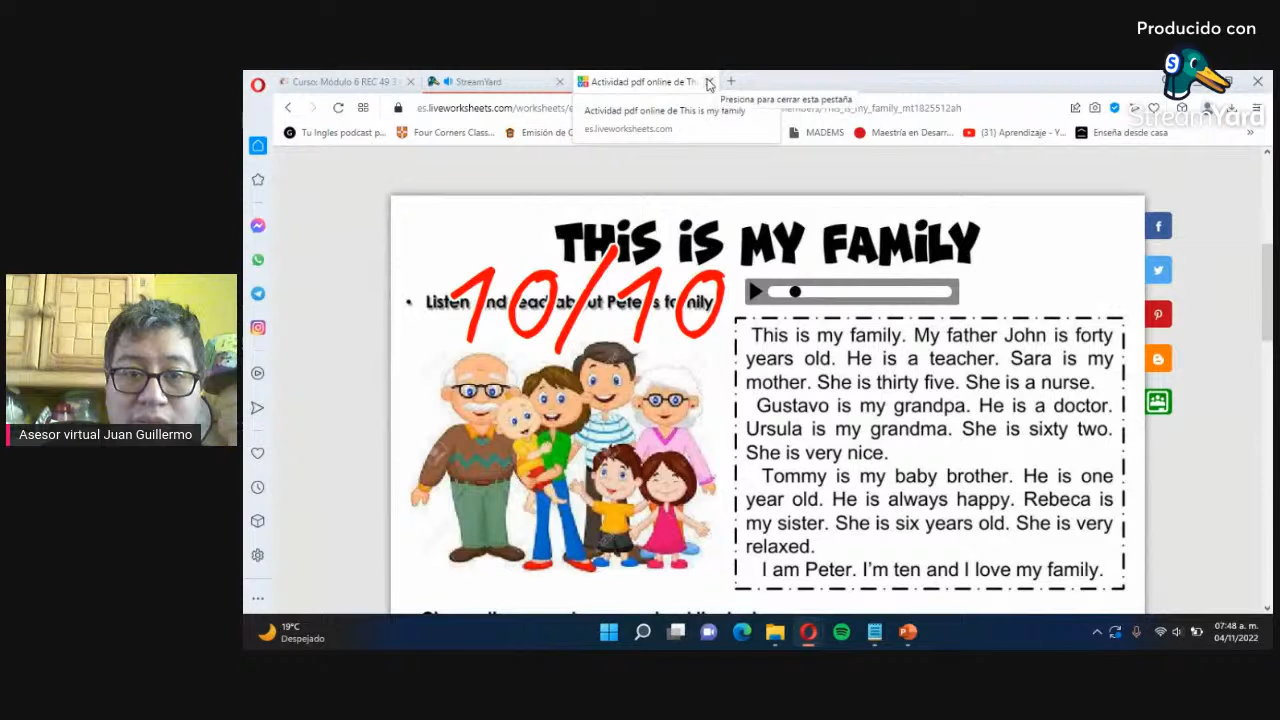 Producido con
StreamYard
Curso: Módulo 6 REC 49 3
StreamYard
Actividad pdf online de Th
Presiona para cerrar esta pestaña
es.liveworksheets.com/worksheets/e
Actividad pdf online de This is my family
embers/This_is_my_family_mt1825512ah
es.liveworksheets.com
Tu Ingles podcast p...
Four Corners Class...
Emisión de
MADEMS
Maestría en Desarr...
(31) Aprendizaje - Y...
Enseña desde casa
THIS IS MY FAMILY
10/10
• Listen and read about Peter's family
This is my family. My father John is forty
years old. He is a teacher. Sara is my
mother. She is thirty five. She is a nurse.
Gustavo is my grandpa. He is a doctor.
Ursula is my grandma. She is sixty two.
She is very nice.
Tommy is my baby brother. He is one
year old. He is always happy. Rebeca is
my sister. She is six years old. She is very
relaxed.
I am Peter. I'm ten and I love my family.
Asesor virtual Juan Guillermo
19°C
Despejado
07:48 a. m.
04/11/2022